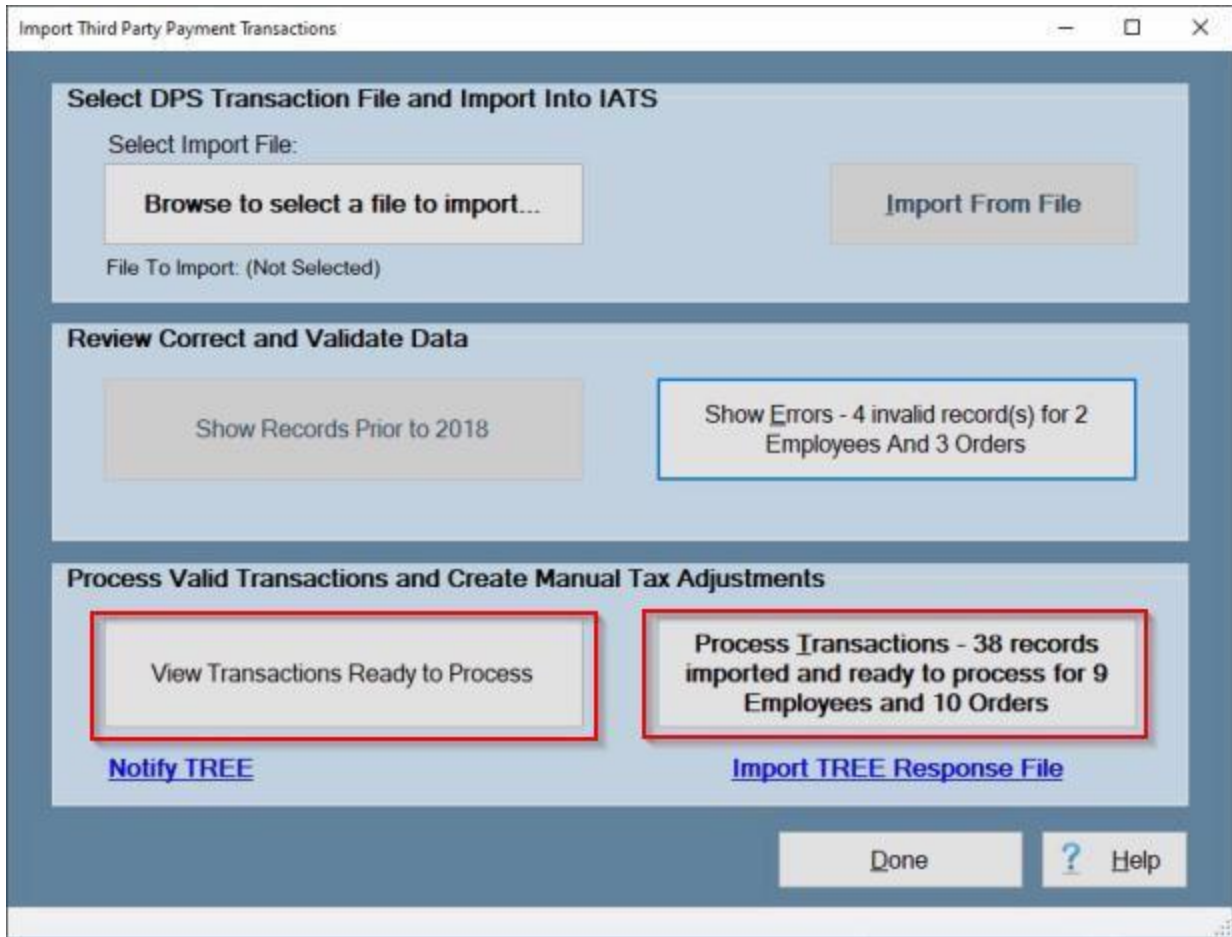 Import Third Party Payment Transactions
Select DPS Transaction File and Import Into IATS
Select Import File:
Browse to select a file to import...
Import From File
File To Import: (Not Selected)
Review Correct and Validate Data
Show Records Prior to 2018
Show Errors - 4 invalid record(s) for 2
Employees And 3 Orders
Process Valid Transactions and Create Manual Tax Adjustments
View Transactions Ready to Process
Process Transactions - 38 records
imported and ready to process for 9
Employees and 10 Orders
Notify TREE
Import TREE Response File
Done
? Help